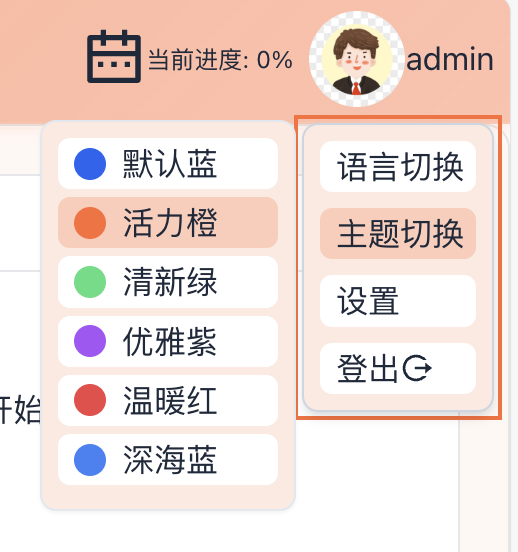 当前进度: 0%
admin
默认蓝
活力橙
清新绿
优雅紫
温暖红
深海蓝
语言切换
主题切换
设置
登出
开始